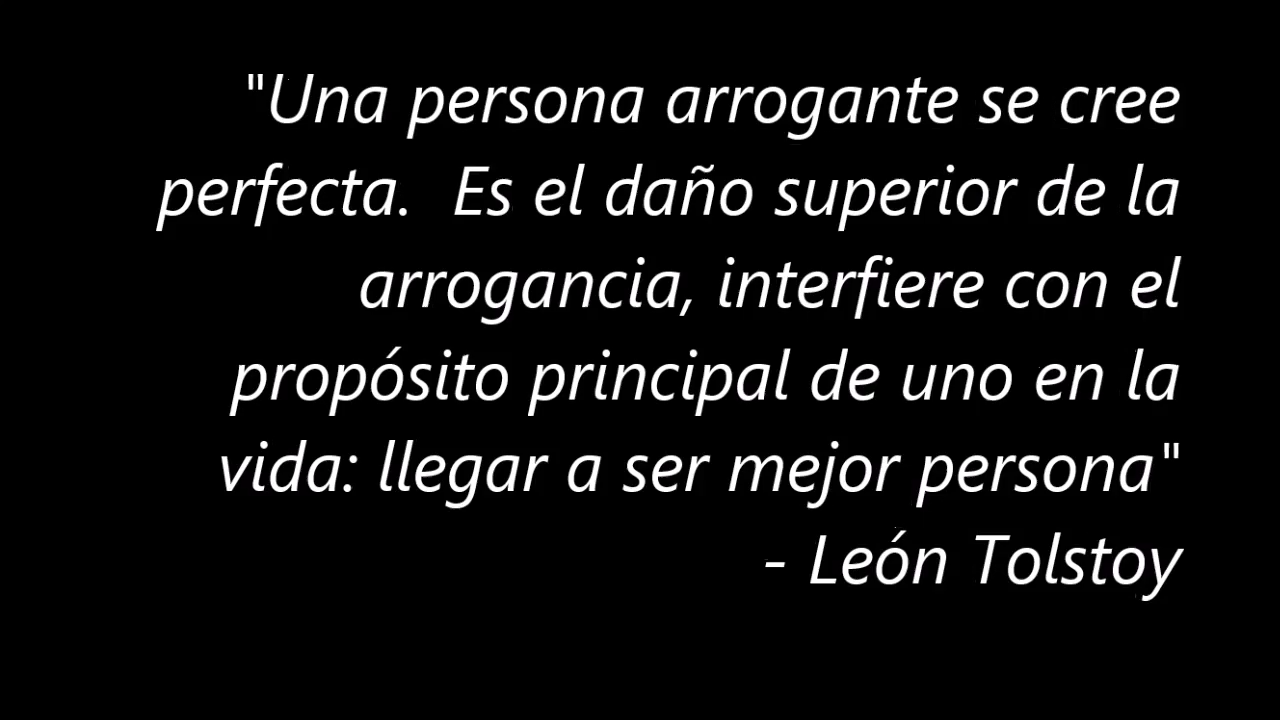 "Una persona arrogante se cree
perfecta.  Es el daño superior de la
arrogancia, interfiere con el
propósito principal de uno en la
vida: llegar a ser mejor persona"
- León Tolstoy